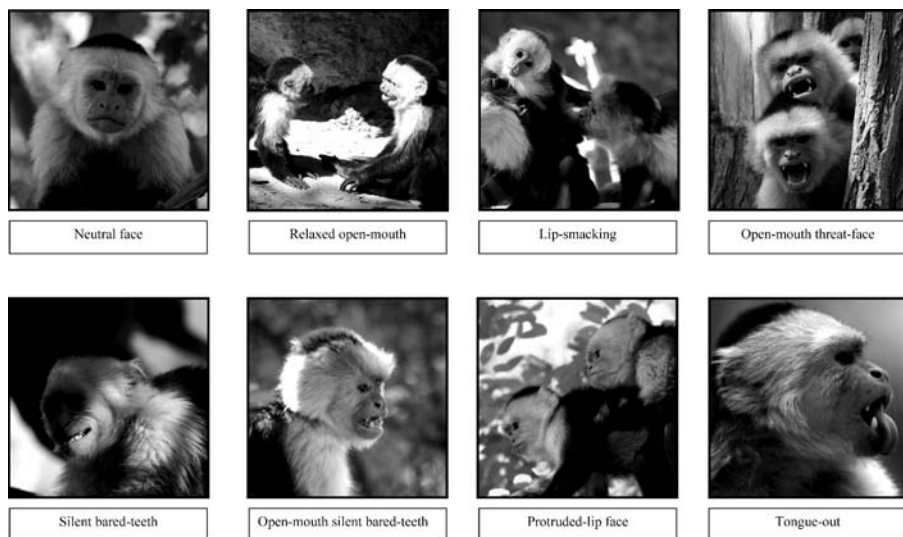 Neutral face
Relaxed open-mouth
Lip-smacking
Open-mouth threat-face
Silent bared-teeth
Open-mouth silent bared-teeth
Protruded-lip face
Tongue-out